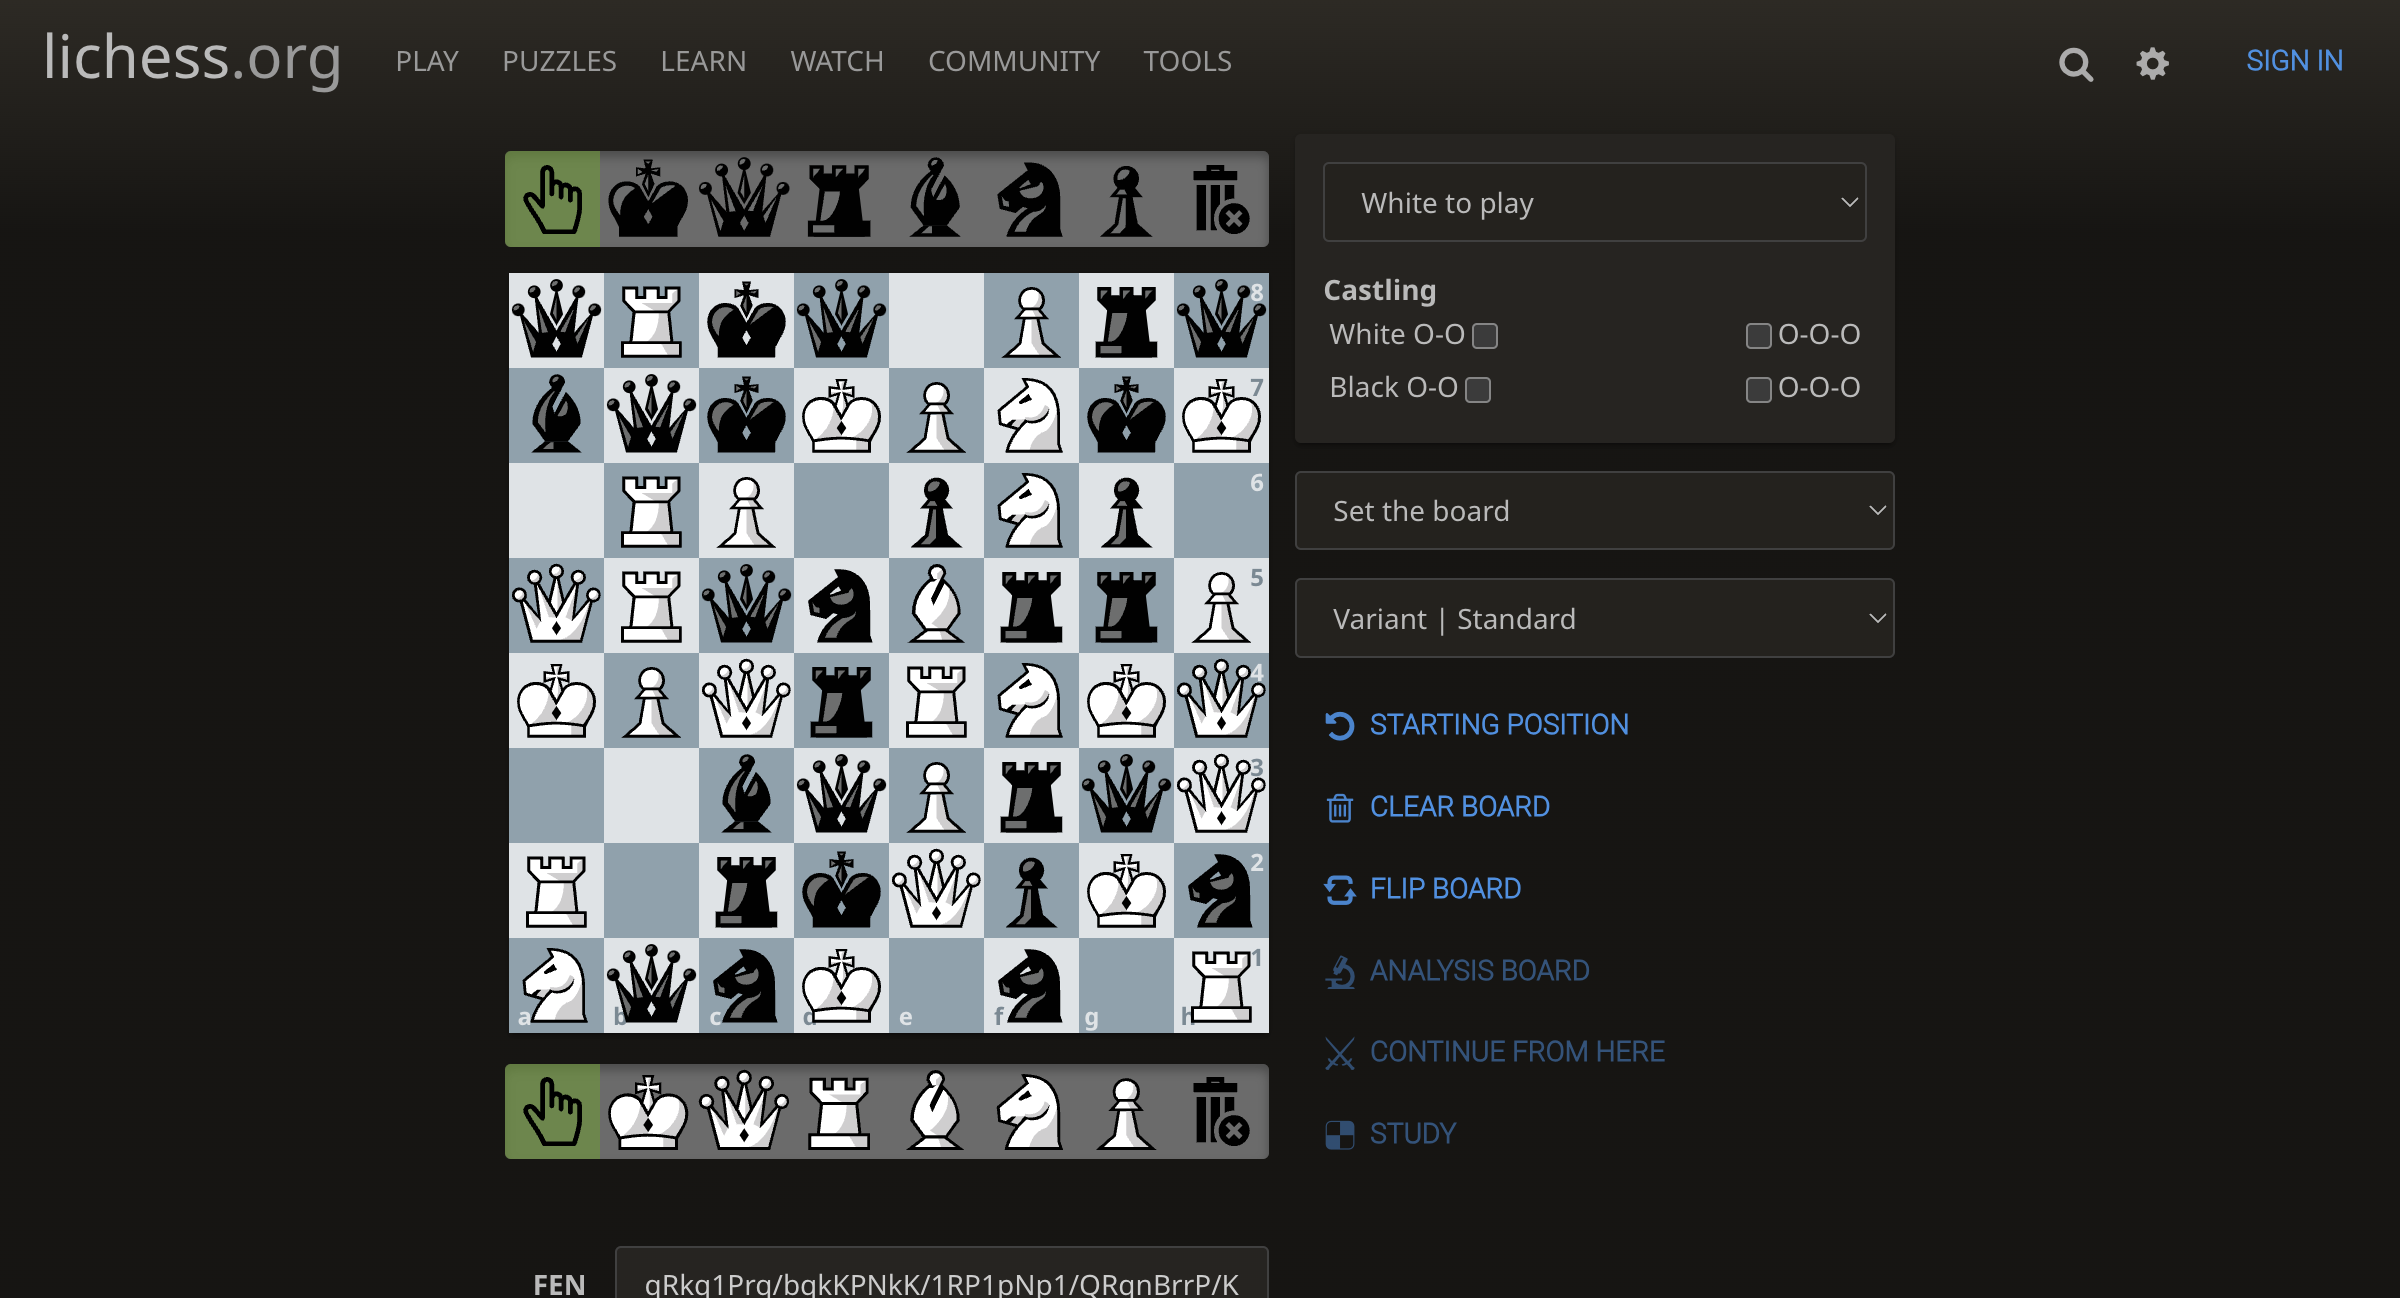 lichess.org PLAY PUZZLES LEARN WATCH COMMUNITY TOOLS SIGN IN
White to play
Castling
White O-O O-O-O
Black O-O O-O-O
Set the board
Variant | Standard
STARTING POSITION
CLEAR BOARD
FLIP BOARD
ANALYSIS BOARD
CONTINUE FROM HERE
STUDY
8
7
6
5
4
3
2
1
a b c d e f g h
FEN qRkq1Prq/bqkKPNkK/1RP1pNp1/QRqnBrrP/K